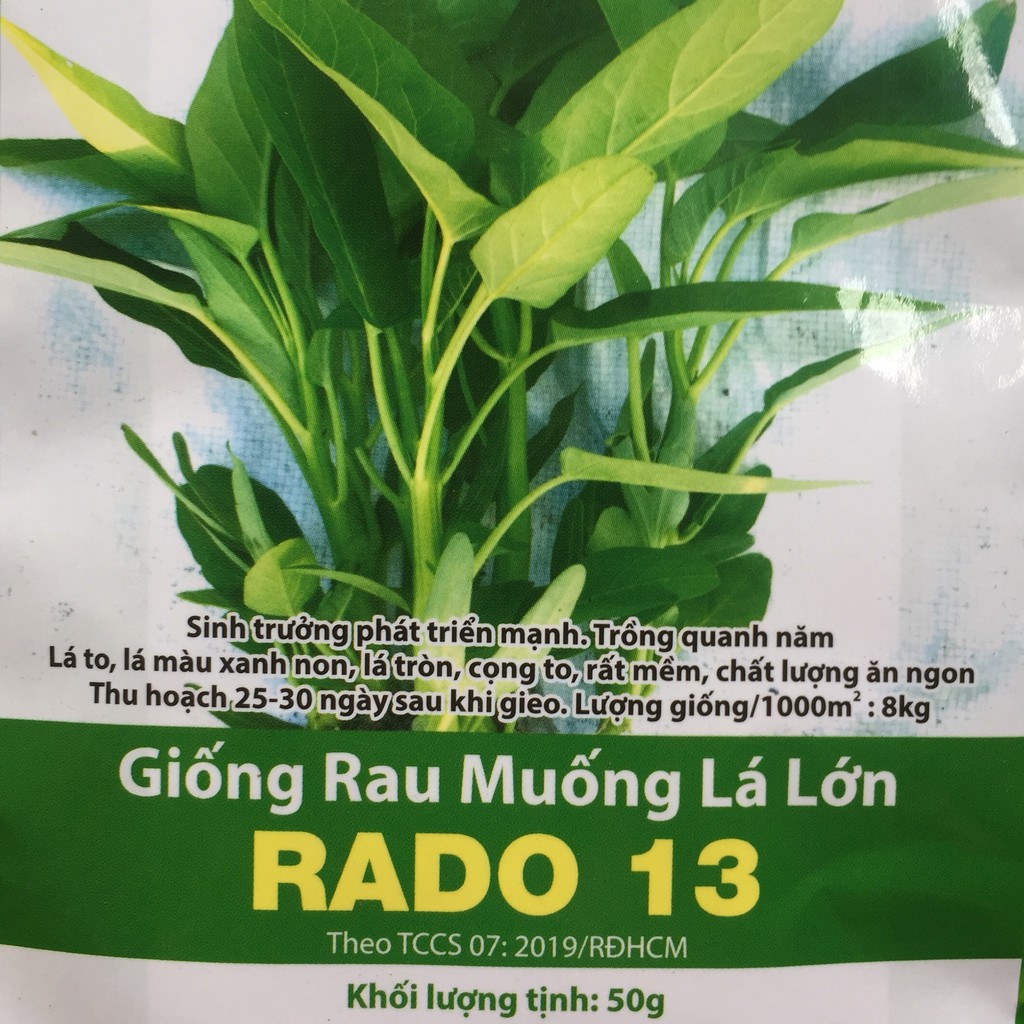 Sinh trưởng phát triển mạnh. Trồng quanh năm
Lá to, lá màu xanh non, lá tròn, cọng to, rất mềm, chất lượng ăn ngon
Thu hoạch 25-30 ngày sau khi gieo. Lượng giống/1000m² : 8kg
Giống Rau Muống Lá Lớn
RADO 13
Theo TCCS 07: 2019/RĐHCM
Khối lượng tịnh: 50g